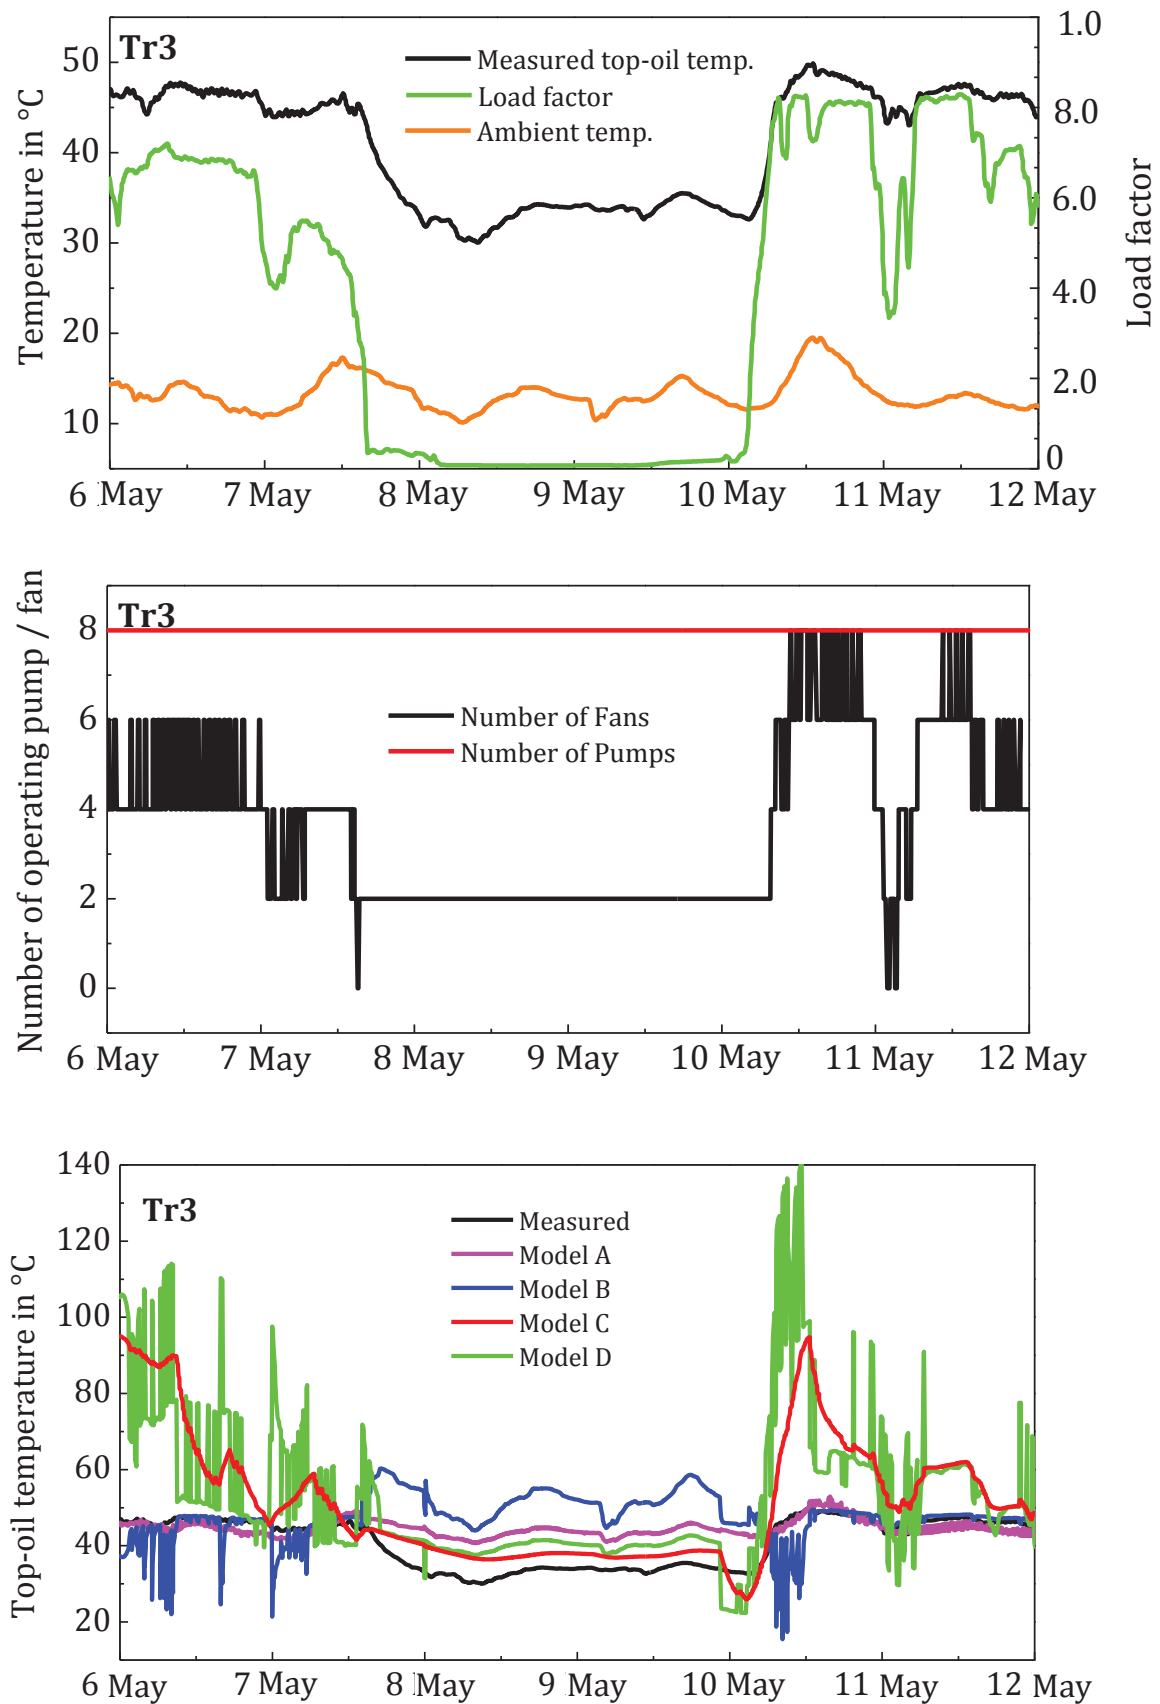 Tr3
Measured top-oil temp.
Load factor
Ambient temp.
Temperature in °C
50
40
30
20
10
1.0
8.0
6.0
4.0
2.0
0
Load factor
6 May 7 May 8 May 9 May 10 May 11 May 12 May
Tr3
Number of Fans
Number of Pumps
Number of operating pump / fan
8
6
4
2
0
6 May 7 May 8 May 9 May 10 May 11 May 12 May
Tr3
Measured
Model A
Model B
Model C
Model D
Top-oil temperature in °C
140
120
100
80
60
40
20
6 May 7 May 8 May 9 May 10 May 11 May 12 May